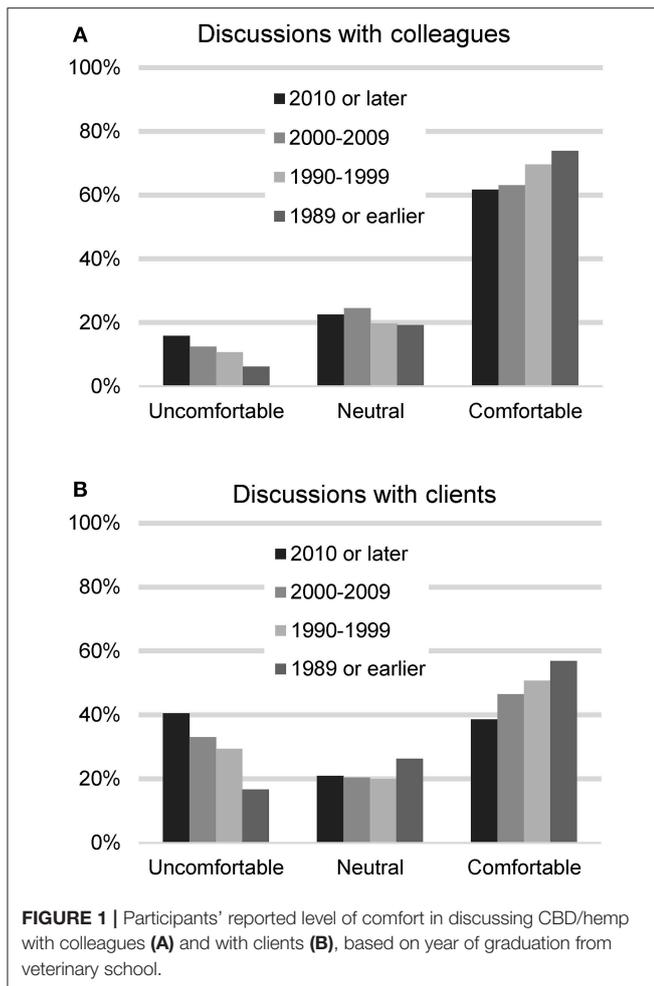 A
Discussions with colleagues
100%
80%
60%
40%
20%
0%
2010 or later
2000-2009
1990-1999
1989 or earlier
Uncomfortable Neutral Comfortable
B
Discussions with clients
100%
80%
60%
40%
20%
0%
2010 or later
2000-2009
1990-1999
1989 or earlier
Uncomfortable Neutral Comfortable
FIGURE 1 | Participants' reported level of comfort in discussing CBD/hemp
with colleagues (A) and with clients (B), based on year of graduation from
veterinary school.